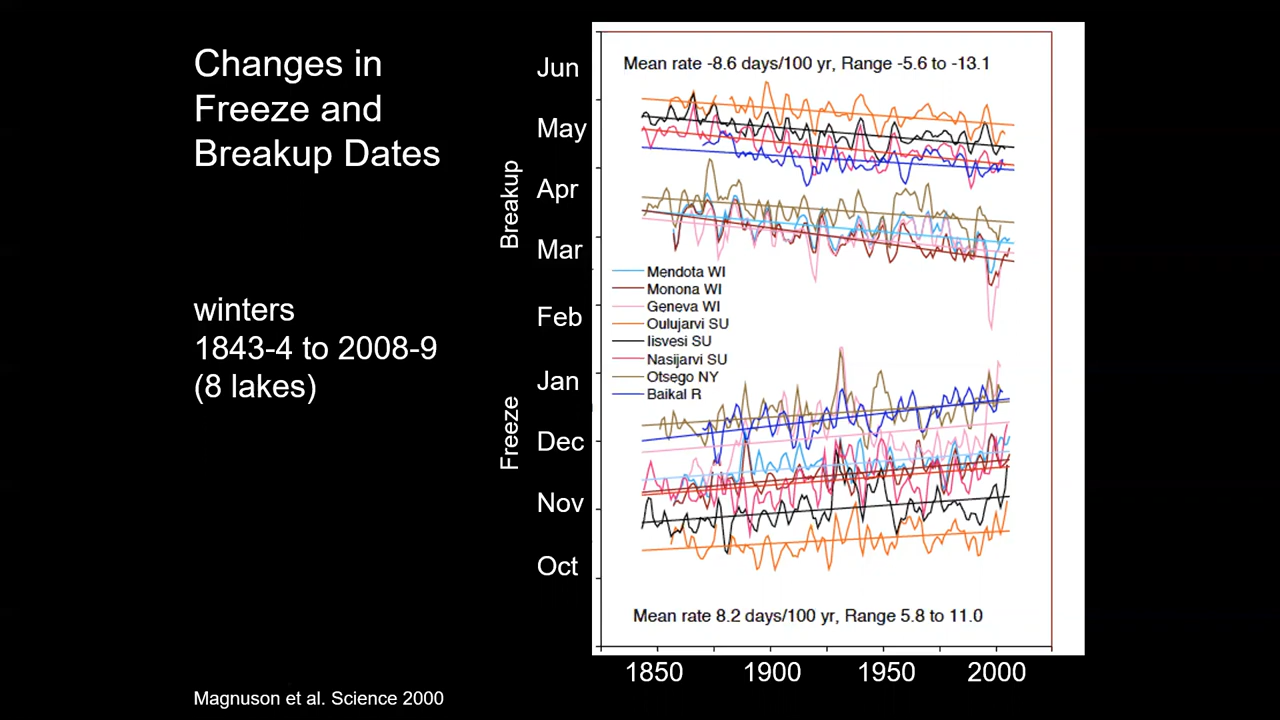 Changes in
Freeze and
Breakup Dates
winters
1843-4 to 2008-9
(8 lakes)
Magnuson et al. Science 2000
Breakup
Freeze
Jun
May
Apr
Mar
Feb
Jan
Dec
Nov
Oct
Mean rate -8.6 days/100 yr, Range -5.6 to -13.1
Mendota WI
Monona WI
Geneva WI
Oulujarvi SU
Iisvesi SU
Nasijarvi SU
Otsego NY
Baikal R
Mean rate 8.2 days/100 yr, Range 5.8 to 11.0
1850 1900 1950 2000